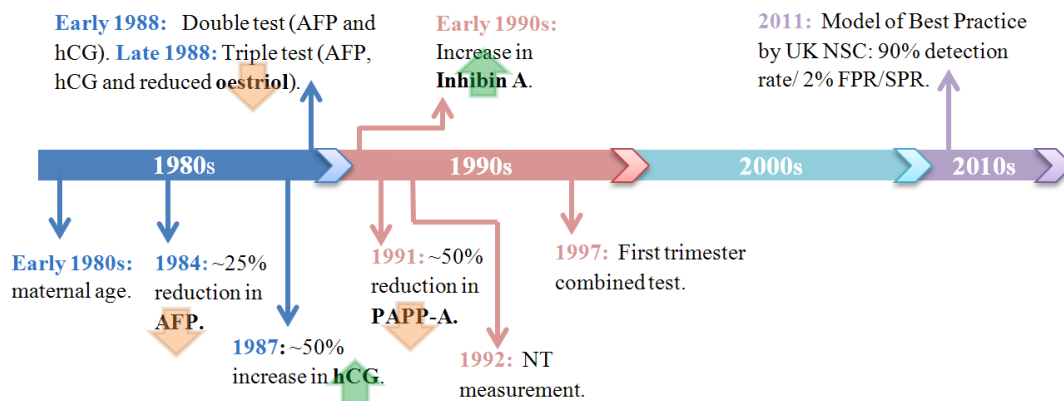 Early 1988: Double test (AFP and
hCG). Late 1988: Triple test (AFP,
hCG and reduced oestriol).
Early 1990s:
Increase in
Inhibin A.
2011: Model of Best Practice
by UK NSC: 90% detection
rate/ 2% FPR/SPR.
1980s
1990s
2000s
2010s
Early 1980s:
maternal age.
1984: ~25%
reduction in
AFP.
1987: ~50%
increase in hCG.
1991: ~50%
reduction in
PAPP-A.
1992: NT
measurement.
1997: First trimester
combined test.